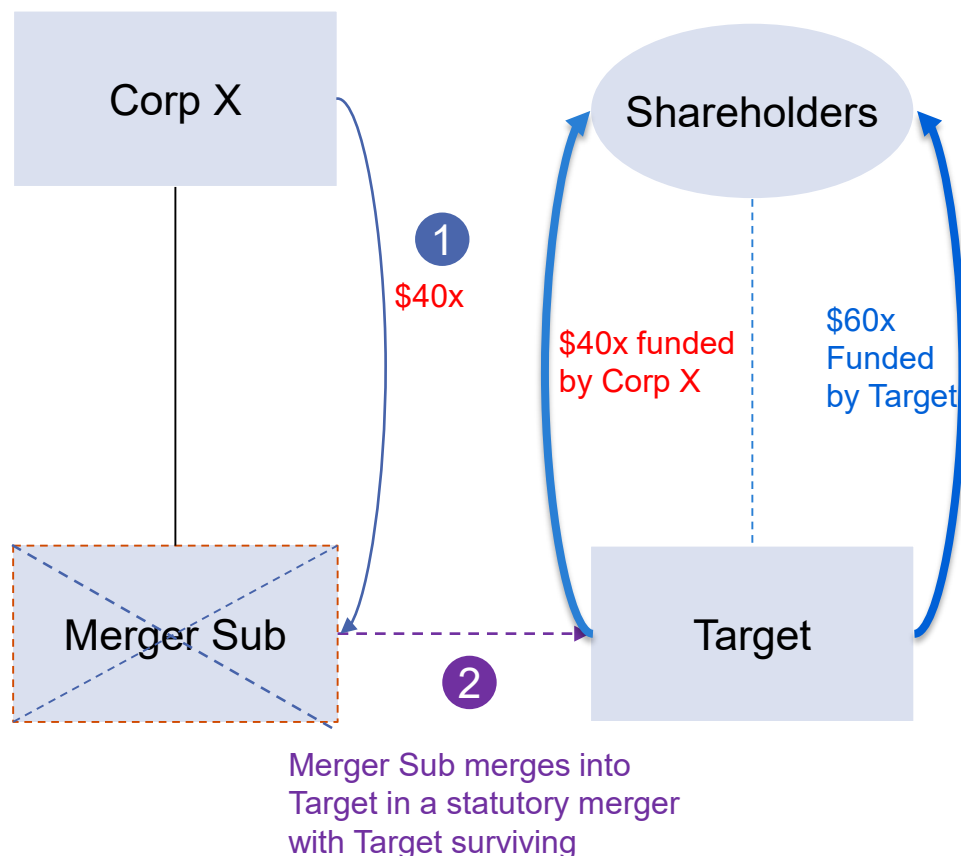 Corp X
Shareholders
1
$40x
$40x funded
by Corp X
$60x
Funded
by Target
Merger Sub
Target
2
Merger Sub merges into
Target in a statutory merger
with Target surviving